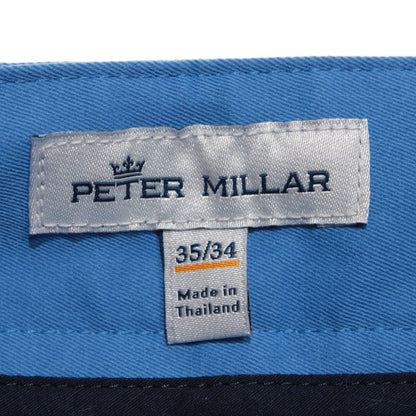 PETER MILLAR
35/34
Made in
Thailand